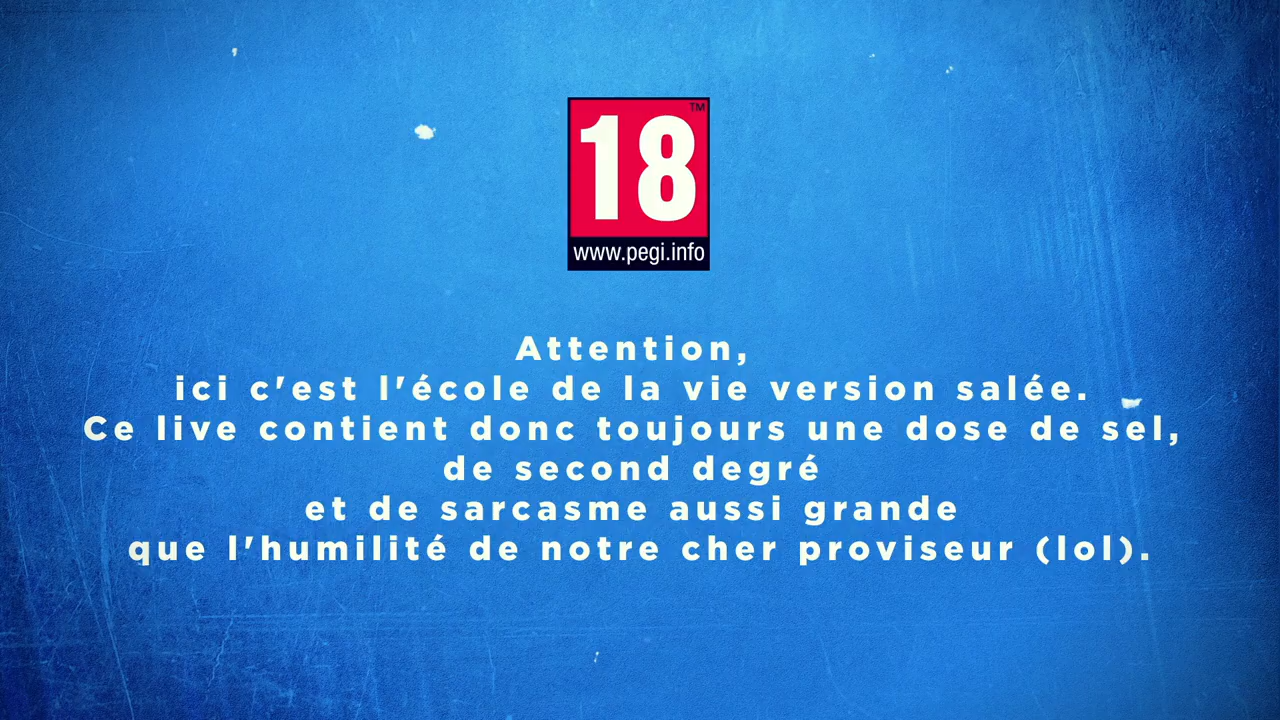 TM
18
www.pegi.info
Attention,
ici c'est l'école de la vie version salée.
Ce live contient donc toujours une dose de sel,
de second degré
et de sarcasme aussi grande
que l'humilité de notre cher proviseur (lol).